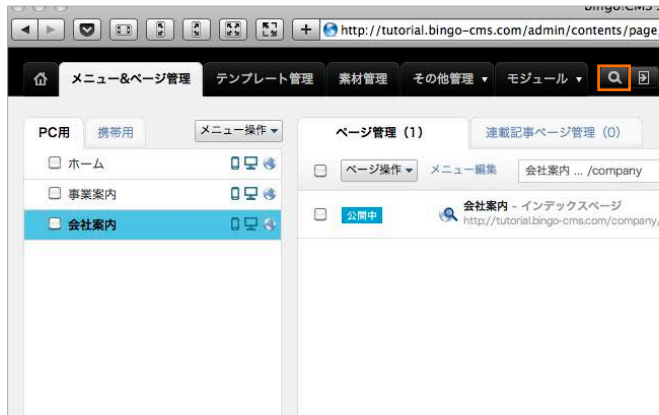 bingo.CMS
http://tutorial.bingo-cms.com/admin/contents/page
メニュー&ページ管理 テンプレート管理 素材管理 その他管理 ▼ モジュール ▼
PC用 携帯用 メニュー操作 ▼ ページ管理 (1) 連載記事ページ管理 (0)
ホーム
ページ操作 ▼ メニュー編集 会社案内 ... /company
事業案内
会社案内
公開中 会社案内 - インデックスページ
http://tutorial.bingo-cms.com/company/